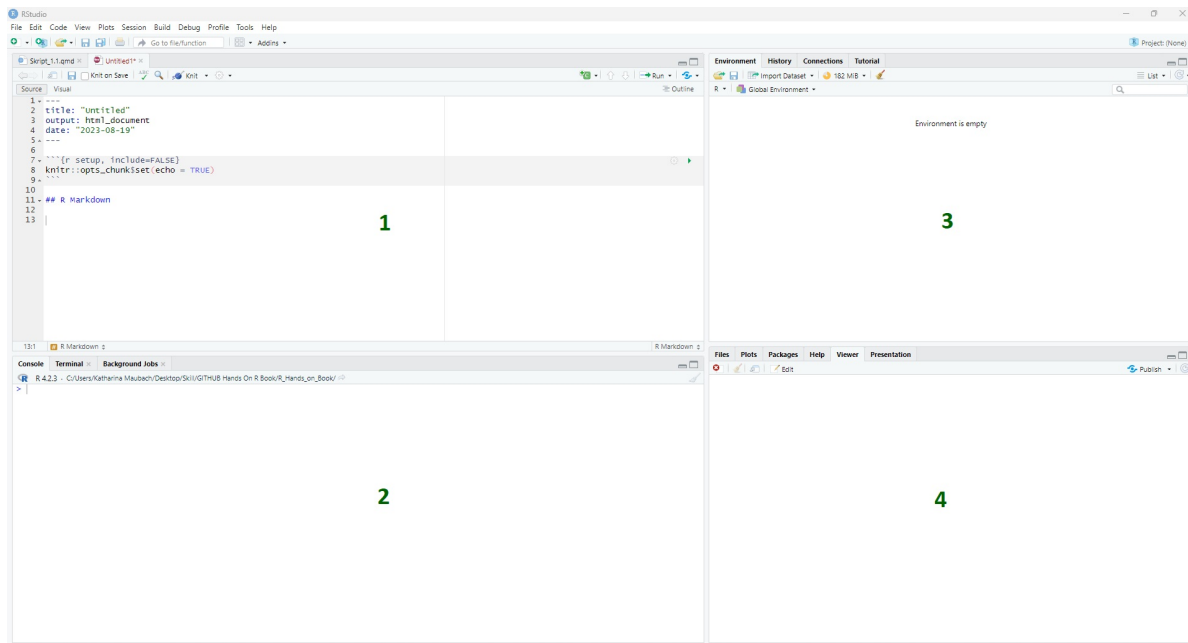 RStudio
File Edit Code View Plots Session Build Debug Profile Tools Help
Go to file/function Addins Project: (None)
Skript_1.1.qmd Untitled1*
Knit on Save Knit Run
Source Visual Outline
1 ---
2 title: "Untitled"
3 output: html_document
4 date: "2023-08-19"
5 ---
6
7 ```{r setup, include=FALSE}
8 knitr::opts_chunk$set(echo = TRUE)
9 ```
10
11 ## R Markdown
12
13
1
13:1 R Markdown R Markdown
Console Terminal Background Jobs
R 4.2.3 · C:/Users/Katharina Maubach/Desktop/Skill/GITHUB Hands On R Book/R_Hands_on_Book/
>
2
Environment History Connections Tutorial
Import Dataset 182 MiB List
R Global Environment
Environment is empty
3
Files Plots Packages Help Viewer Presentation
Edit Publish
4